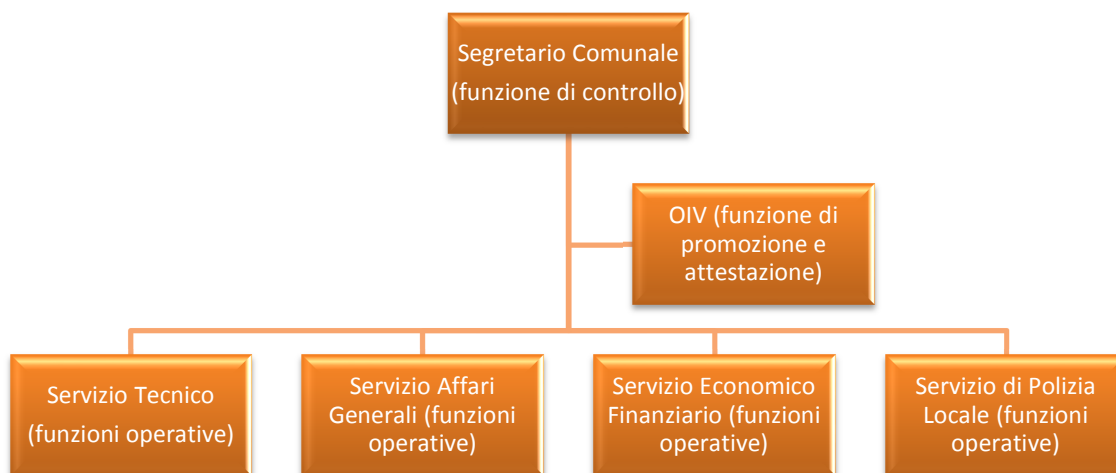 Segretario Comunale
(funzione di controllo)
OIV (funzione di
promozione e
attestazione)
Servizio Tecnico
(funzioni operative)
Servizio Affari
Generali (funzioni
operative)
Servizio Economico
Finanziario (funzioni
operative)
Servizio di Polizia
Locale (funzioni
operative)